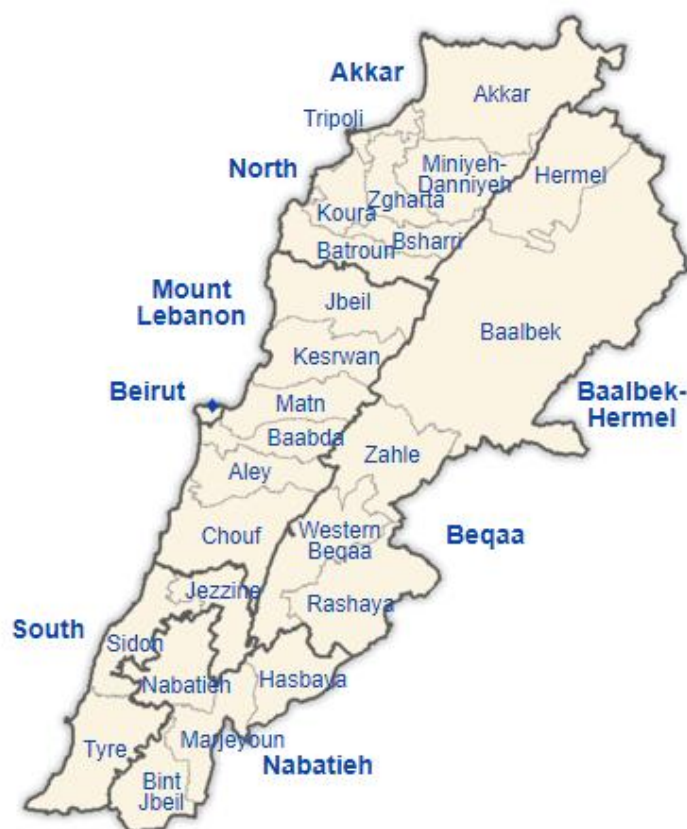 Akkar
Akkar
Tripoli
North
Miniyeh-
Danniyeh
Hermel
Zgharta
Koura
Bsharri
Batroun
Mount
Lebanon
Jbeil
Baalbek
Kesrwan
Beirut
Baalbek-
Hermel
Matn
Baabda
Zahle
Aley
Chouf
Western
Beqaa
Beqaa
Jezzine
Rashaya
South
Sidon
Nabatieh
Hasbaya
Tyre
Marjeyoun
Nabatieh
Bint
Jbeil